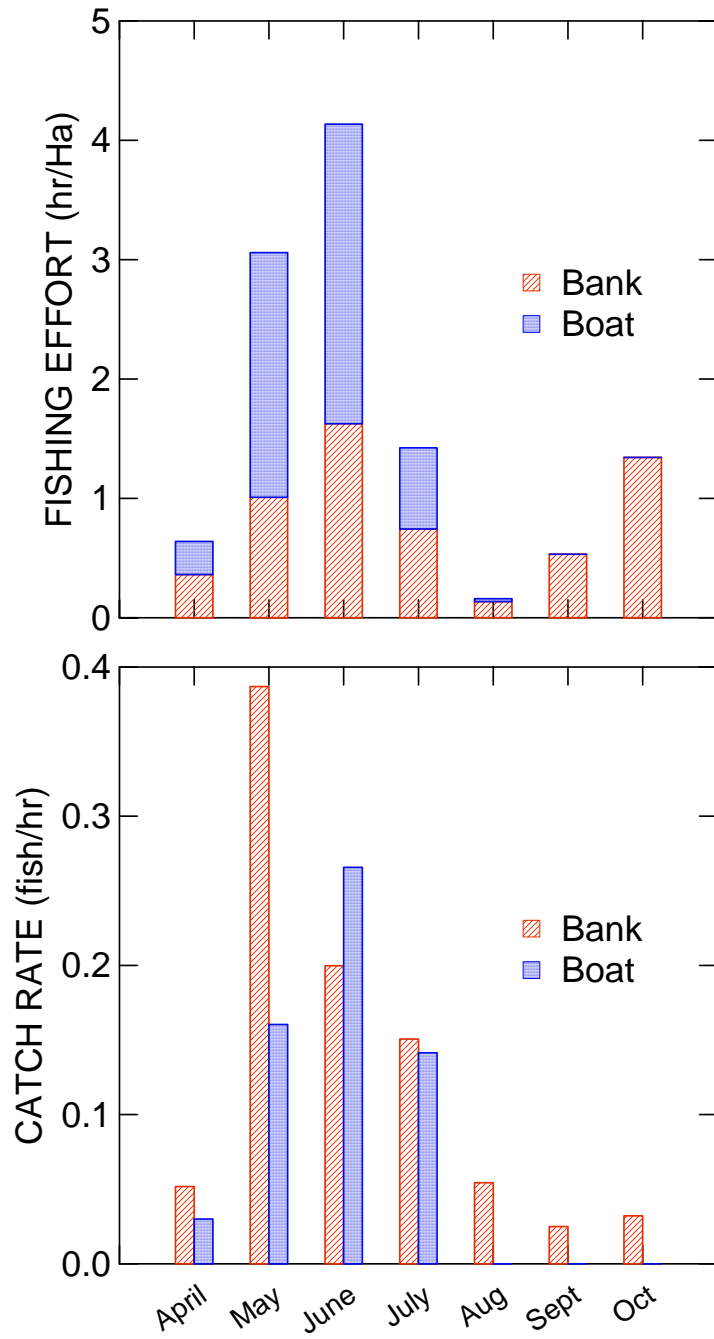 5
4
3
2
1
0
FISHING EFFORT (hr/Ha)
Bank
Boat
0.4
0.3
0.2
0.1
0.0
CATCH RATE (fish/hr)
Bank
Boat
April May June July Aug Sept Oct